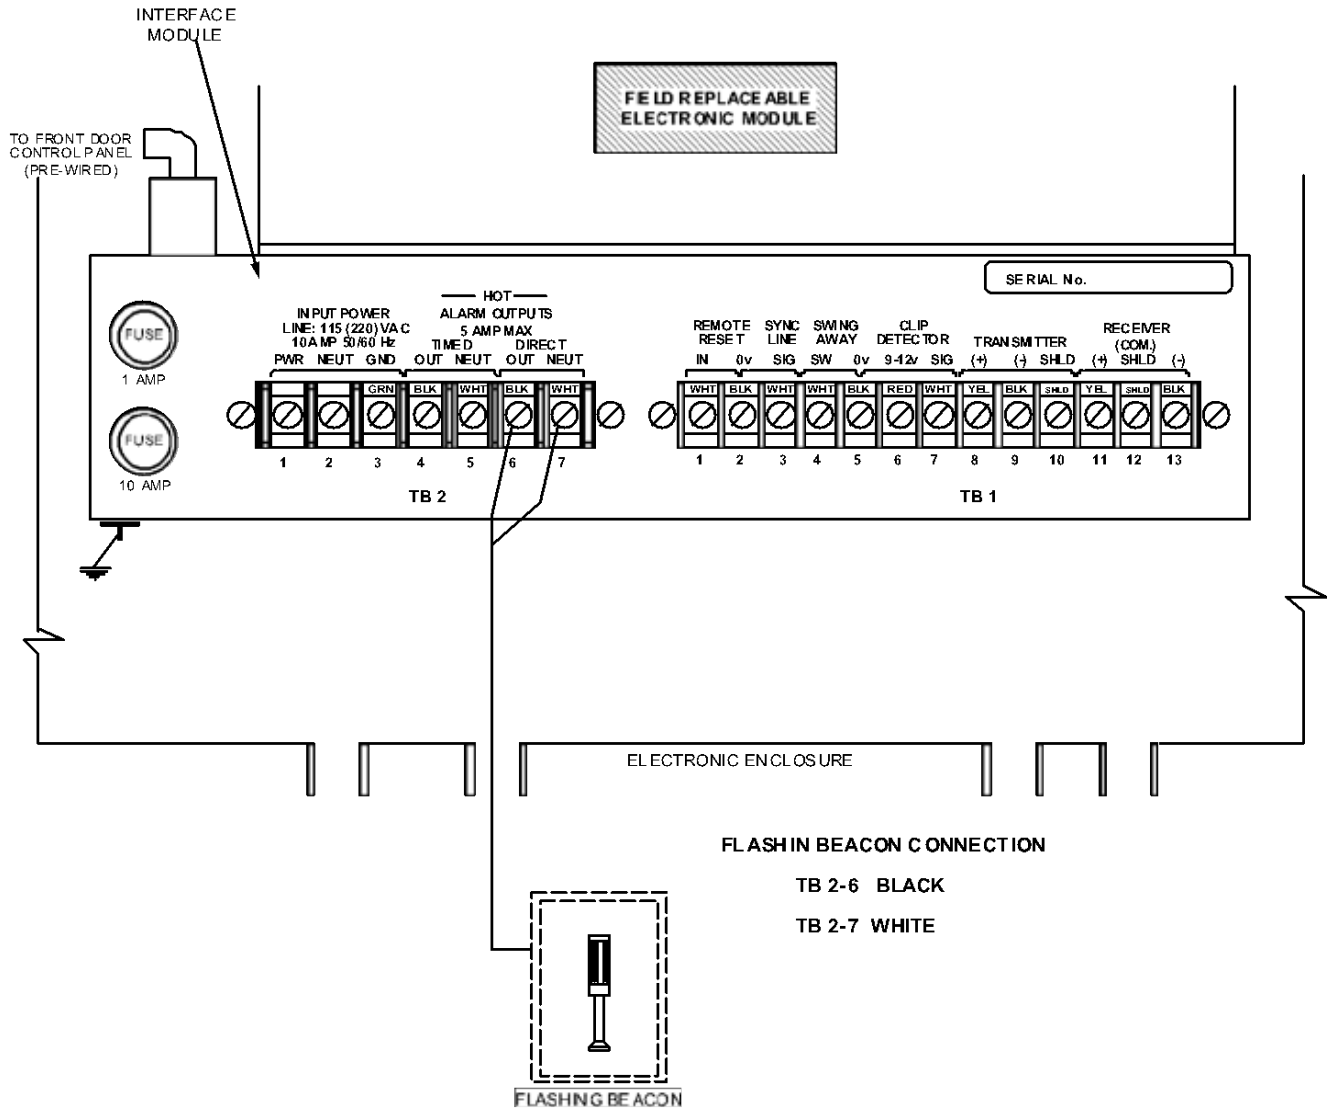 INTERFACE
MODULE
FIELD REPLACEABLE
ELECTRONIC MODULE
TO FRONT DOOR
CONTROL PANEL
(PRE-WIRED)
SERIAL No.
FUSE
1 AMP
FUSE
10 AMP
INPUT POWER
LINE: 115 (220) VAC
10 AMP 50/60 Hz
PWR NEUT GND
HOT
ALARM OUTPUTS
5 AMP MAX
TIMED DIRECT
OUT NEUT OUT NEUT
GRN BLK WHT BLK WHT
1 2 3 4 5 6 7
TB 2
REMOTE
RESET
IN 0v
SYNC
LINE
SIG
SWING
AWAY
SW 0v
CLIP
DETECTOR
9-12v SIG
TRANSMITTER
(+) (-) SHLD
RECEIVER
(COM.)
(+) SHLD (-)
WHT BLK WHT WHT BLK RED WHT YEL BLK SHLD YEL SHLD BLK
1 2 3 4 5 6 7 8 9 10 11 12 13
TB 1
ELECTRONIC ENCLOSURE
FLASHIN BEACON CONNECTION
TB 2-6 BLACK
TB 2-7 WHITE
FLASHING BEACON